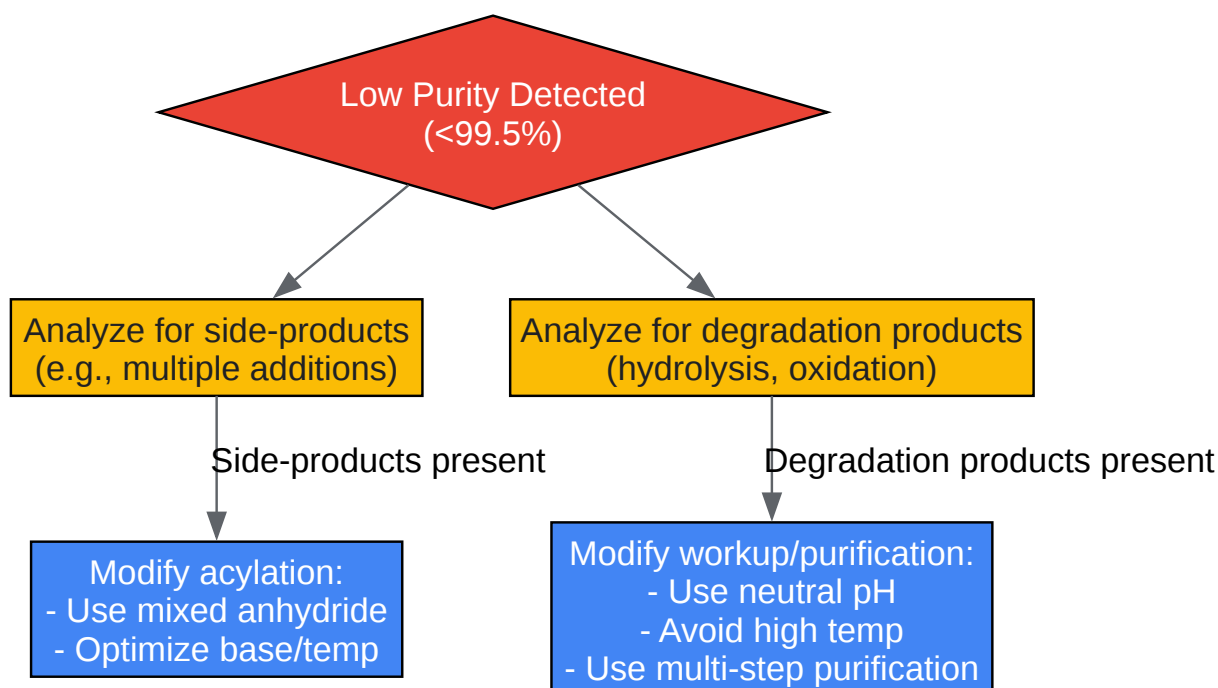 Low Purity Detected
(<99.5%)
Analyze for side-products
(e.g., multiple additions)
Analyze for degradation products
(hydrolysis, oxidation)
Side-products present
Degradation products present
Modify acylation:
- Use mixed anhydride
- Optimize base/temp
Modify workup/purification:
- Use neutral pH
- Avoid high temp
- Use multi-step purification